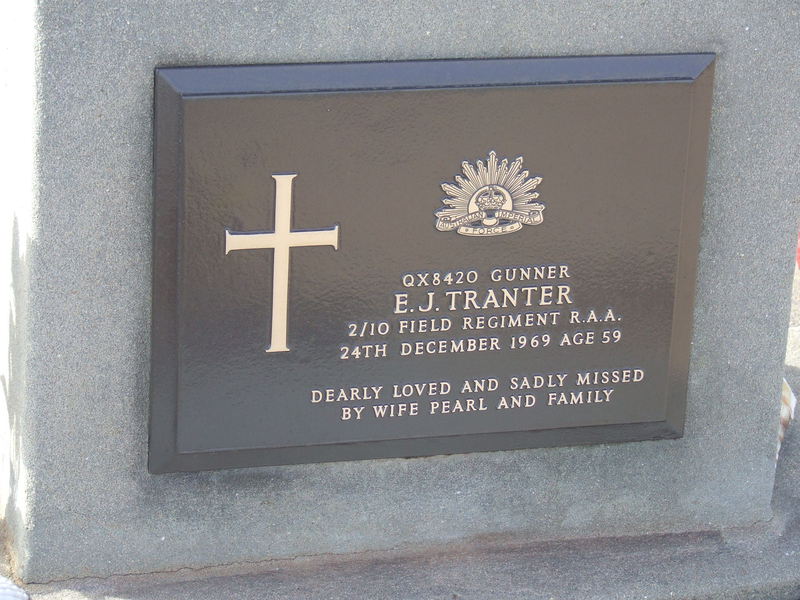 AUSTRALIAN IMPERIAL
FORCE
QX8420 GUNNER
E.J. TRANTER
2/10 FIELD REGIMENT R.A.A.
24TH DECEMBER 1969 AGE 59
DEARLY LOVED AND SADLY MISSED
BY WIFE PEARL AND FAMILY